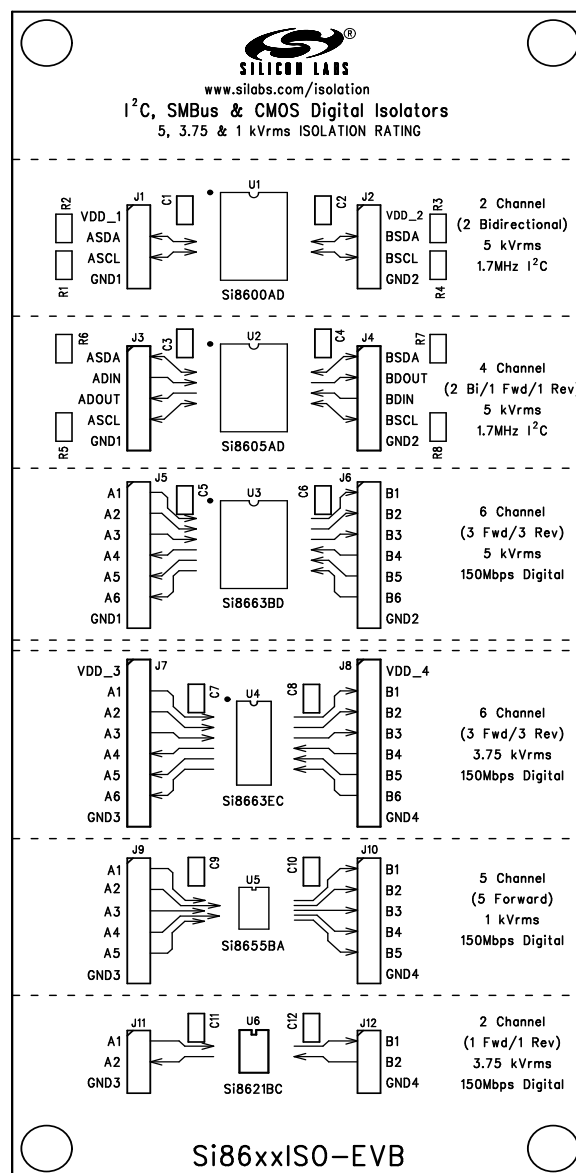 ®
SILICON LABS
www.silabs.com/isolation
I²C, SMBus & CMOS Digital Isolators
5, 3.75 & 1 kVrms ISOLATION RATING
R2 J1 C1 U1 C2 J2 R3
VDD_1 VDD_2
ASDA BSDA
ASCL BSCL
GND1 GND2
R1 R4
Si8600AD
2 Channel
(2 Bidirectional)
5 kVrms
1.7MHz I²C
R6 J3 C3 U2 C4 J4 R7
ASDA BSDA
ADIN BDOUT
ADOUT BDIN
ASCL BSCL
GND1 GND2
R5 R8
Si8605AD
4 Channel
(2 Bi/1 Fwd/1 Rev)
5 kVrms
1.7MHz I²C
J5 C5 U3 C6 J6
A1 B1
A2 B2
A3 B3
A4 B4
A5 B5
A6 B6
GND1 GND2
Si8663BD
6 Channel
(3 Fwd/3 Rev)
5 kVrms
150Mbps Digital
J7 C7 U4 C8 J8
VDD_3 VDD_4
A1 B1
A2 B2
A3 B3
A4 B4
A5 B5
A6 B6
GND3 GND4
Si8663EC
6 Channel
(3 Fwd/3 Rev)
3.75 kVrms
150Mbps Digital
J9 C9 U5 C10 J10
A1 B1
A2 B2
A3 B3
A4 B4
A5 B5
GND3 GND4
Si8655BA
5 Channel
(5 Forward)
1 kVrms
150Mbps Digital
J11 C11 U6 C12 J12
A1 B1
A2 B2
GND3 GND4
Si8621BC
2 Channel
(1 Fwd/1 Rev)
3.75 kVrms
150Mbps Digital
Si86xxISO-EVB